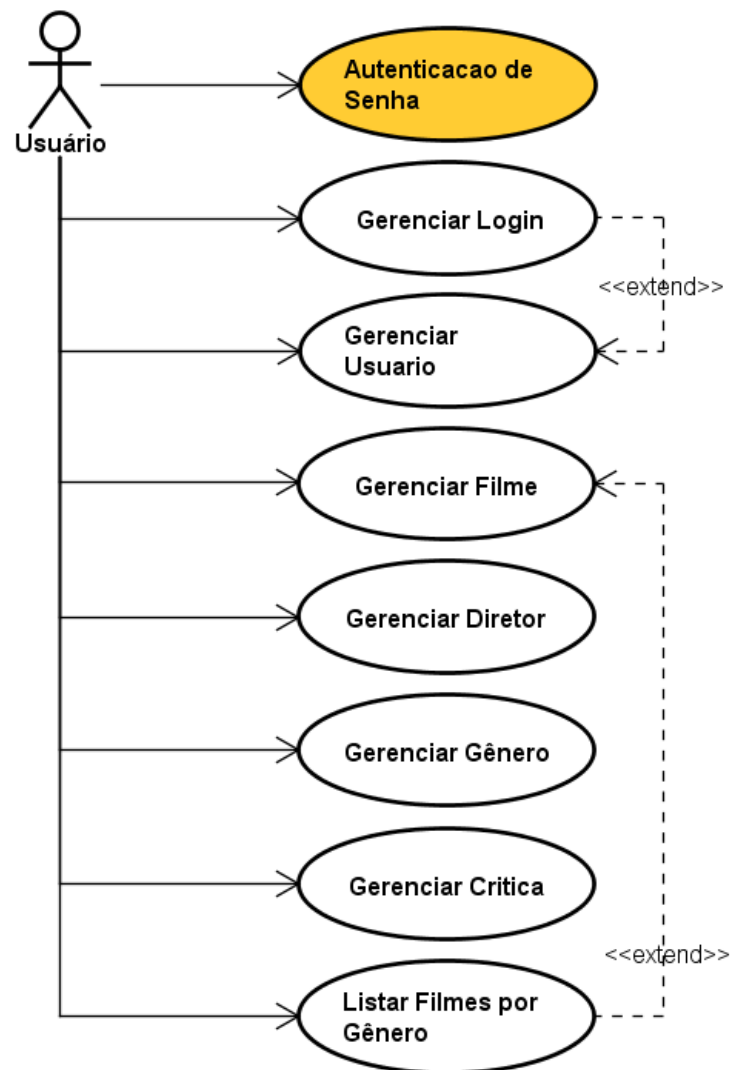 Autenticacao de
Senha
Usuário
Gerenciar Login
<<extend>>
Gerenciar
Usuario
Gerenciar Filme
Gerenciar Diretor
Gerenciar Gênero
Gerenciar Critica
<<extend>>
Listar Filmes por
Gênero